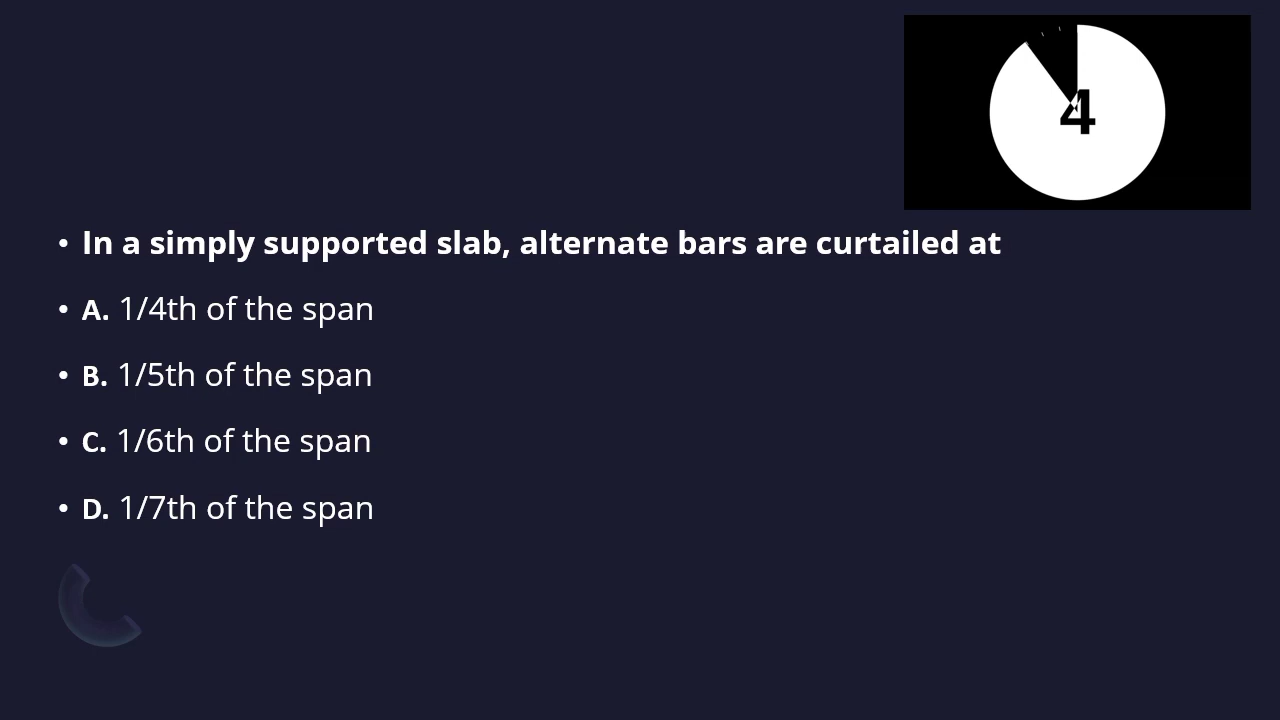 4
• In a simply supported slab, alternate bars are curtailed at
• A. 1/4th of the span
• B. 1/5th of the span
• C. 1/6th of the span
• D. 1/7th of the span